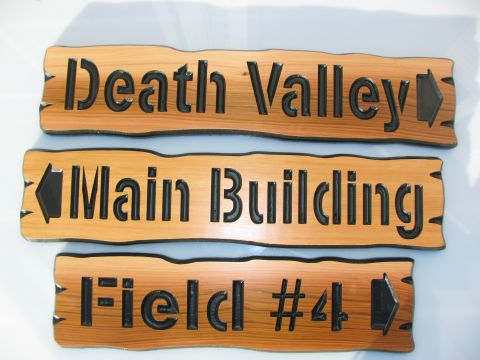 Death Valley
Main Building
Field #4